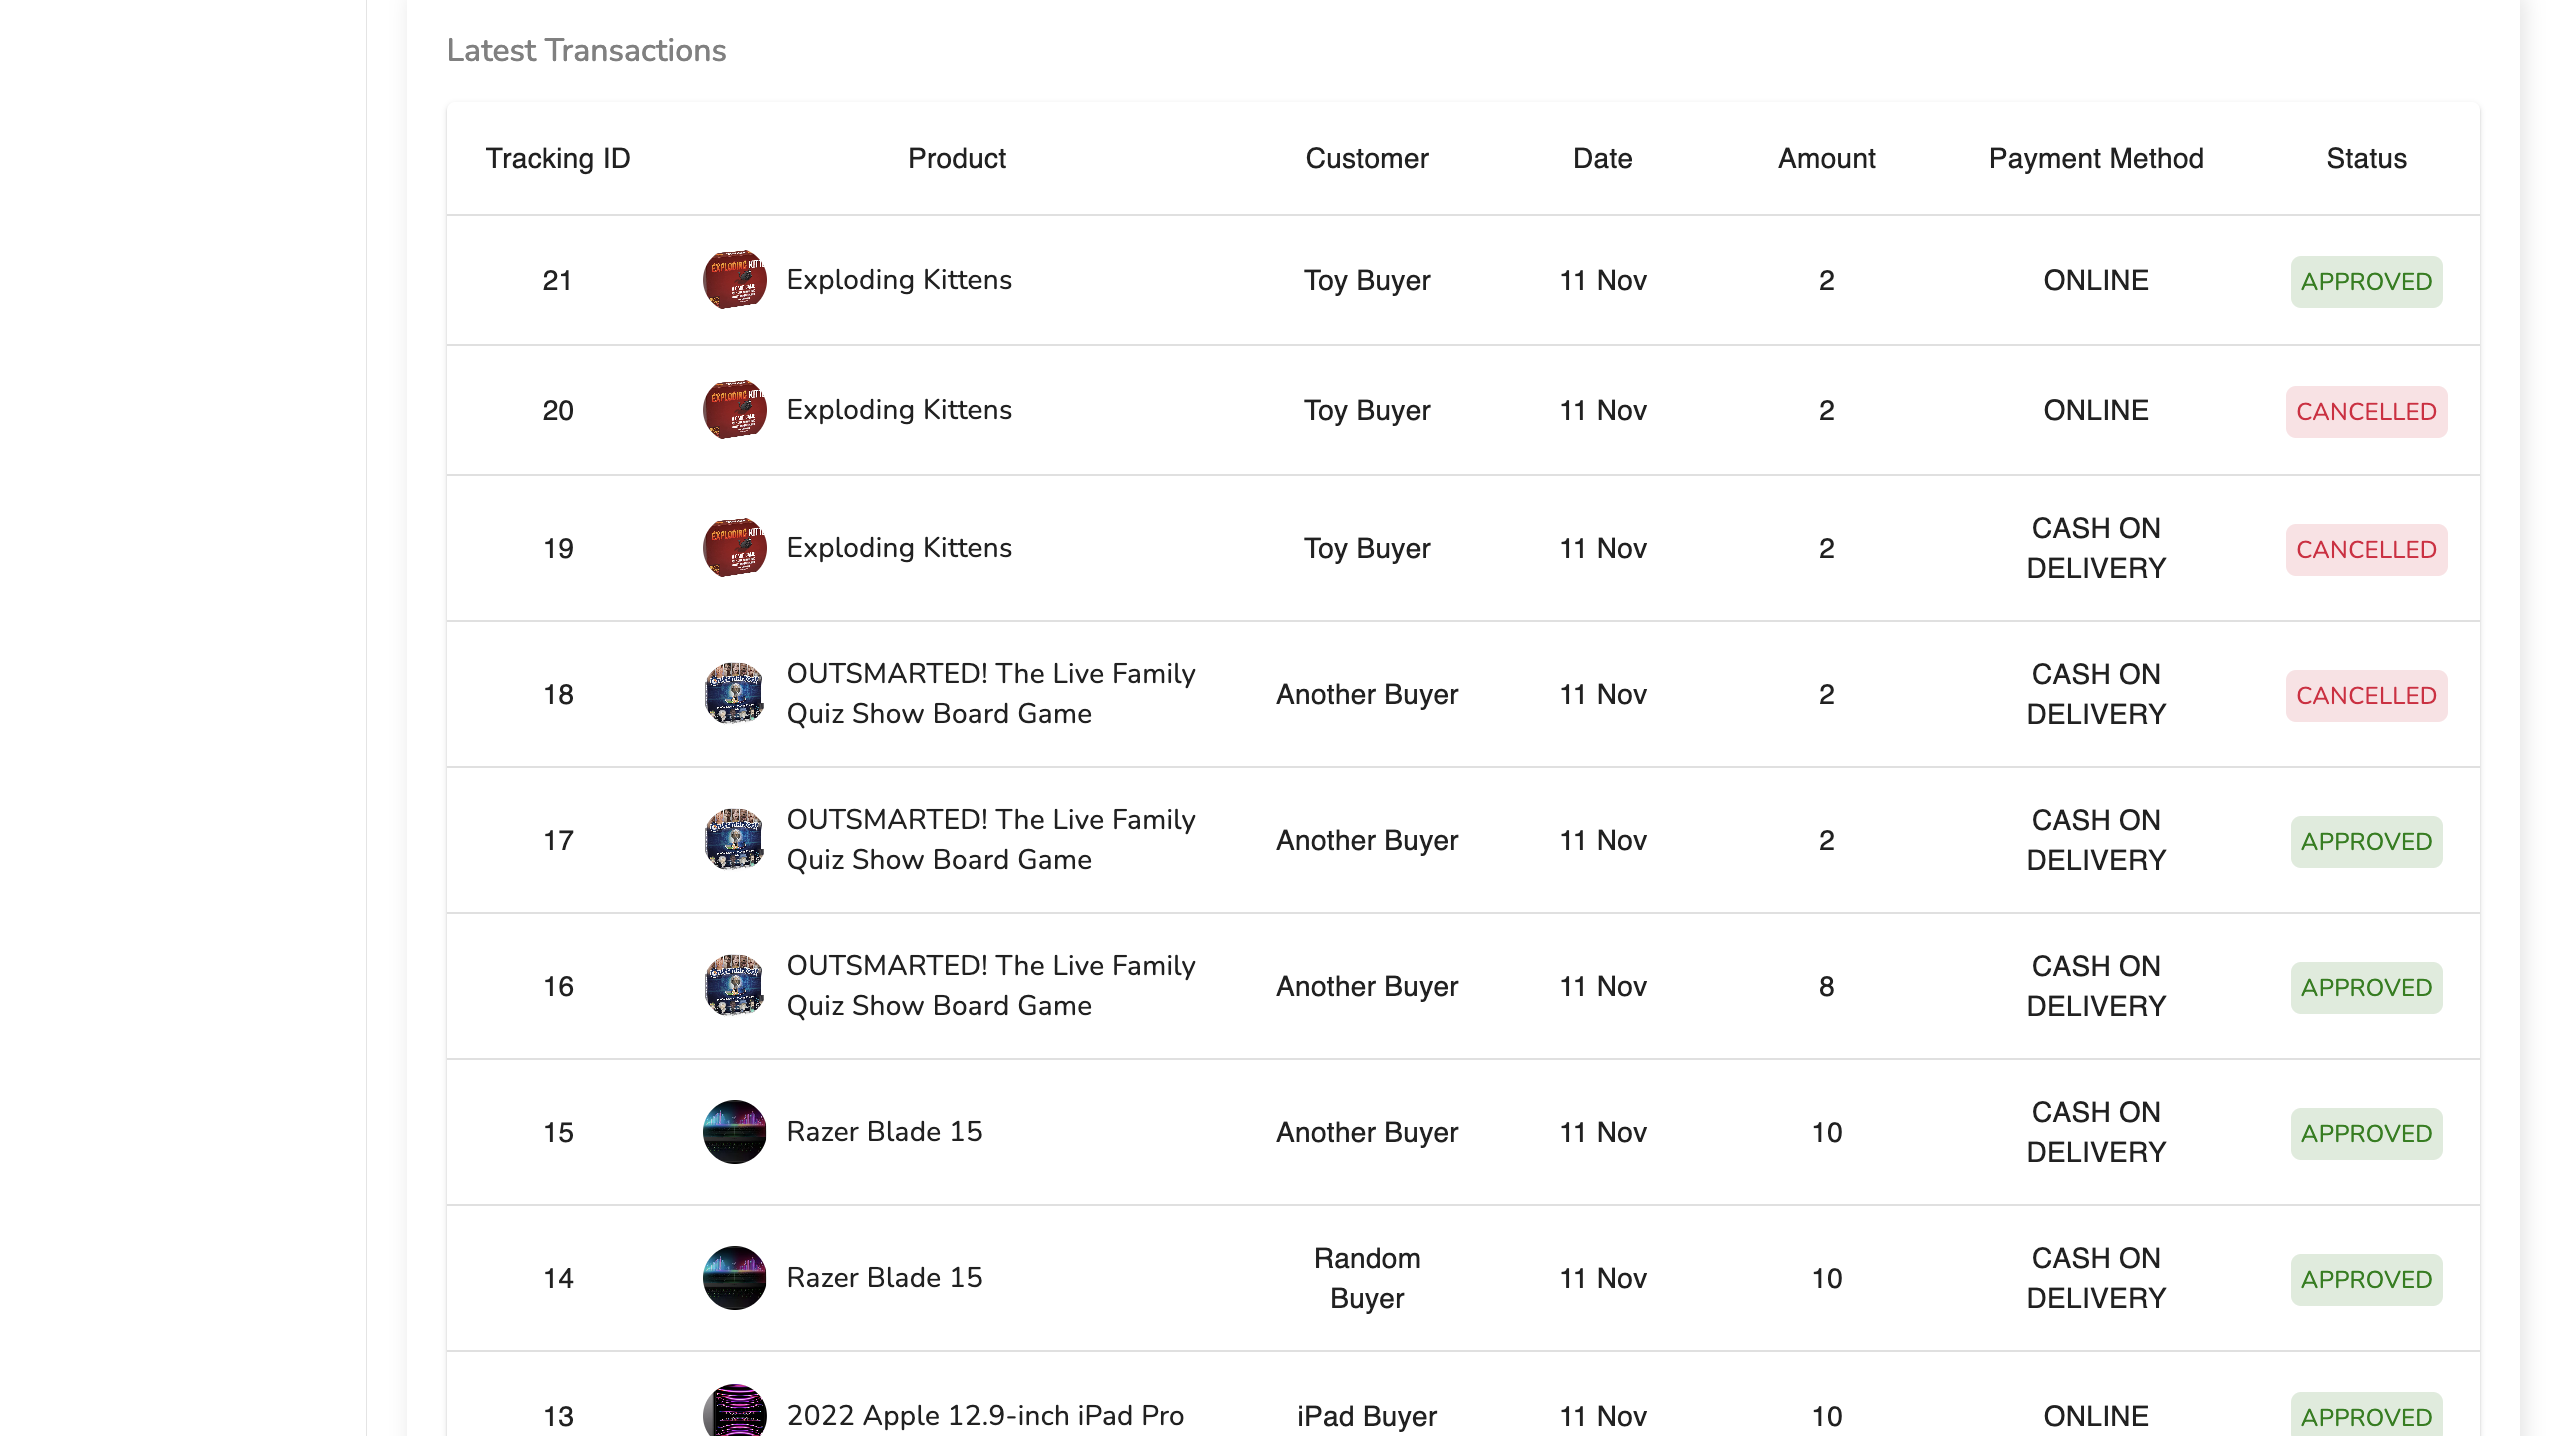 Latest Transactions
Tracking ID Product Customer Date Amount Payment Method Status
21 Exploding Kittens Toy Buyer 11 Nov 2 ONLINE APPROVED
20 Exploding Kittens Toy Buyer 11 Nov 2 ONLINE CANCELLED
19 Exploding Kittens Toy Buyer 11 Nov 2 CASH ON
DELIVERY CANCELLED
18 OUTSMARTED! The Live Family
Quiz Show Board Game Another Buyer 11 Nov 2 CASH ON
DELIVERY CANCELLED
17 OUTSMARTED! The Live Family
Quiz Show Board Game Another Buyer 11 Nov 2 CASH ON
DELIVERY APPROVED
16 OUTSMARTED! The Live Family
Quiz Show Board Game Another Buyer 11 Nov 8 CASH ON
DELIVERY APPROVED
15 Razer Blade 15 Another Buyer 11 Nov 10 CASH ON
DELIVERY APPROVED
14 Razer Blade 15 Random
Buyer 11 Nov 10 CASH ON
DELIVERY APPROVED
13 2022 Apple 12.9-inch iPad Pro iPad Buyer 11 Nov 10 ONLINE APPROVED